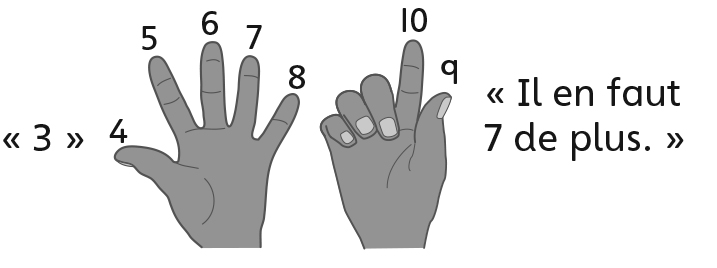 « 3 »
4 5 6 7 8
9 10
« Il en faut
7 de plus. »